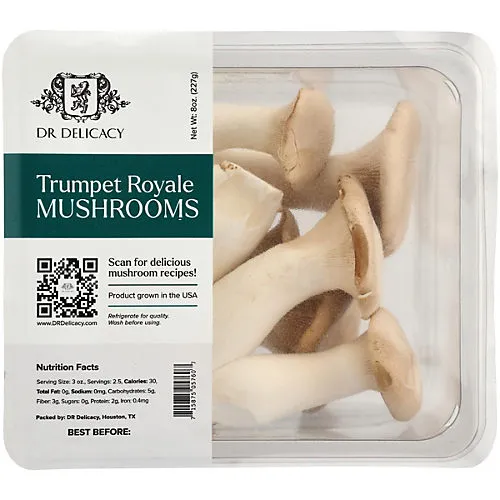 DR DELICACY
Net Wt: 8oz. (227g)
Trumpet Royale
MUSHROOMS
Scan for delicious
mushroom recipes!
Product grown in the USA
Refrigerate for quality.
Wash before using.
www.DRDelicacy.com
Nutrition Facts
Serving Size: 3 oz., Servings: 2.5, Calories: 30,
Total Fat: 0g, Sodium: 0mg, Carbohydrates: 5g,
Fiber: 3g, Sugars: 0g, Protein: 2g, Iron: 0.4mg
Packed by: DR Delicacy, Houston, TX
BEST BEFORE: